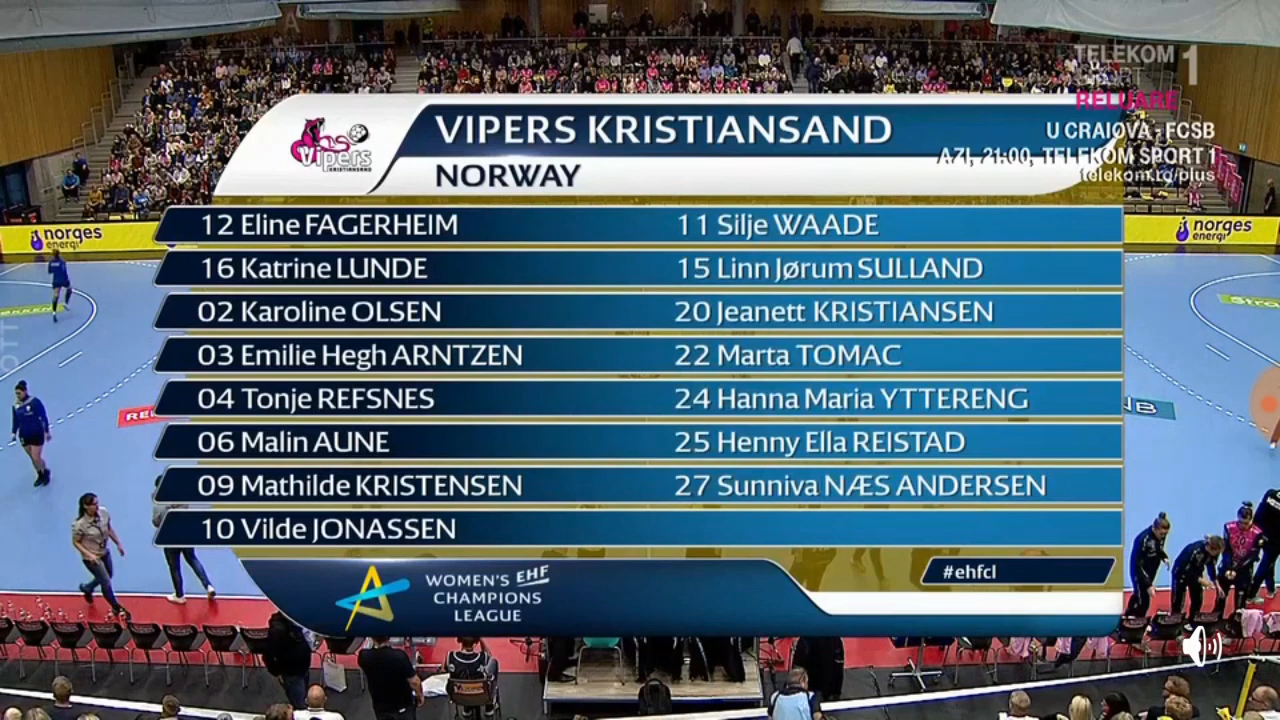 TELEKOM
SPORT 1
RELUARE
U CRAIOVA - FCSB
AZI, 21:00, TELEKOM SPORT 1
telekom.ro/plus
Vipers
KRISTIANSAND
VIPERS KRISTIANSAND
NORWAY
12 Eline FAGERHEIM
16 Katrine LUNDE
02 Karoline OLSEN
03 Emilie Hegh ARNTZEN
04 Tonje REFSNES
06 Malin AUNE
09 Mathilde KRISTENSEN
10 Vilde JONASSEN
11 Silje WAADE
15 Linn Jørum SULLAND
20 Jeanett KRISTIANSEN
22 Marta TOMAC
24 Hanna Maria YTTERENG
25 Henny Ella REISTAD
27 Sunniva NÆS ANDERSEN
WOMEN'S EHF
CHAMPIONS
LEAGUE
#ehfcl
norges
energi
norges
energi